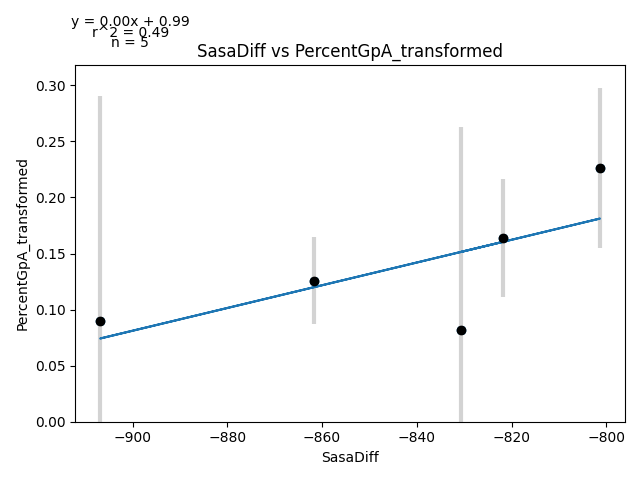 y = 0.00x + 0.99
r^2 = 0.49
n = 5
SasaDiff vs PercentGpA_transformed
0.30
0.25
0.20
0.15
0.10
0.05
0.00
PercentGpA_transformed
−900
−880
−860
−840
−820
−800
SasaDiff